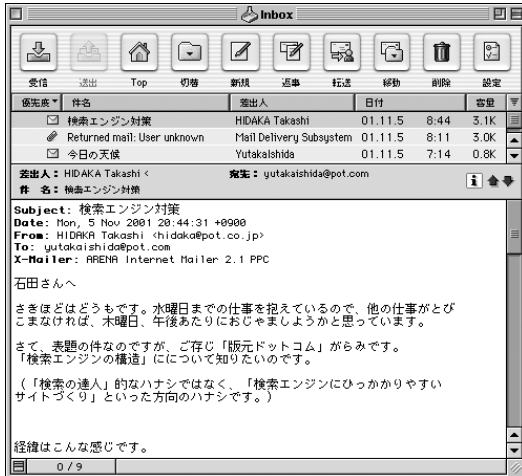 Inbox
受信 送出 Top 切替 新規 返事 転送 移動 削除 設定
優先度 件名 差出人 日付 容量
検索エンジン対策 HIDAKA Takashi 01.11.5 8:44 3.1K
Returned mail: User unknown Mail Delivery Subsystem 01.11.5 8:11 3.0K
今日の天候 YutakaIshida 01.11.5 7:14 0.8K
差出人：HIDAKA Takashi < 宛先：yutakaishida@pot.com
件 名：検索エンジン対策
Subject: 検索エンジン対策
Date: Mon, 5 Nov 2001 20:44:31 +0900
From: HIDAKA Takashi <hidaka@pot.co.jp>
To: yutakaishida@pot.com
X-Mailer: ARENA Internet Mailer 2.1 PPC
石田さんへ
さきほどはどうもです。水曜日までの仕事を抱えているので、他の仕事がとび
こまなければ、木曜日、午後あたりにおじゃましようかと思っています。
さて、表題の件なのですが、ご存じ「版元ドットコム」がらみです。
「検索エンジンの構造」にについて知りたいのです。
（「検索の達人」的なハナシではなく、「検索エンジンにひっかかりやすい
サイトづくり」といった方向のハナシです。）
経緯はこんな感じです。
0 / 9